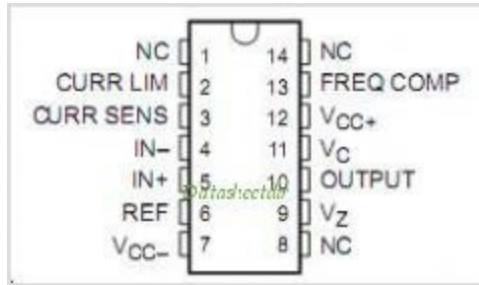 NC 1 14 NC
CURR LIM 2 13 FREQ COMP
CURR SENS 3 12 VCC+
IN– 4 11 VC
IN+ 5 10 OUTPUT
REF 6 9 VZ
VCC– 7 8 NC